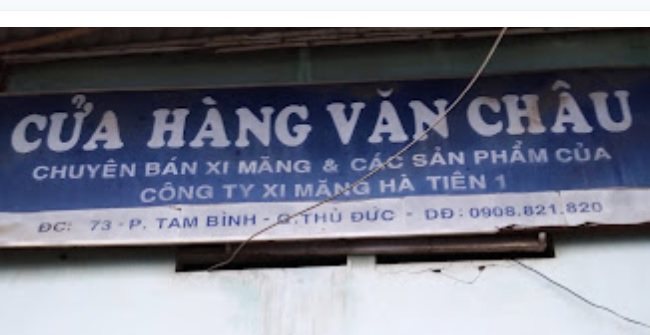 CỬA HÀNG VĂN CHÂU
CHUYÊN BÁN XI MĂNG & CÁC SẢN PHẨM CỦA
CÔNG TY XI MĂNG HÀ TIÊN 1
ĐC: 73 - P. TAM BÌNH - Q.THỦ ĐỨC - DĐ: 0908.821.820